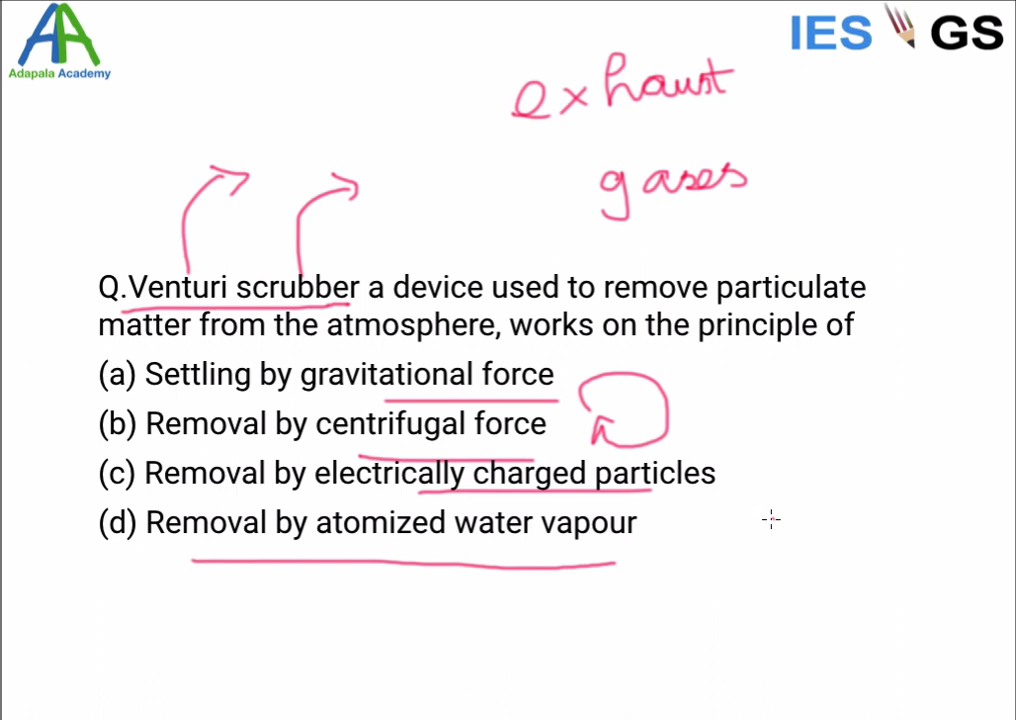 Adapala Academy
IES GS
exhaust
gases
Q.Venturi scrubber a device used to remove particulate
matter from the atmosphere, works on the principle of
(a) Settling by gravitational force
(b) Removal by centrifugal force
(c) Removal by electrically charged particles
(d) Removal by atomized water vapour